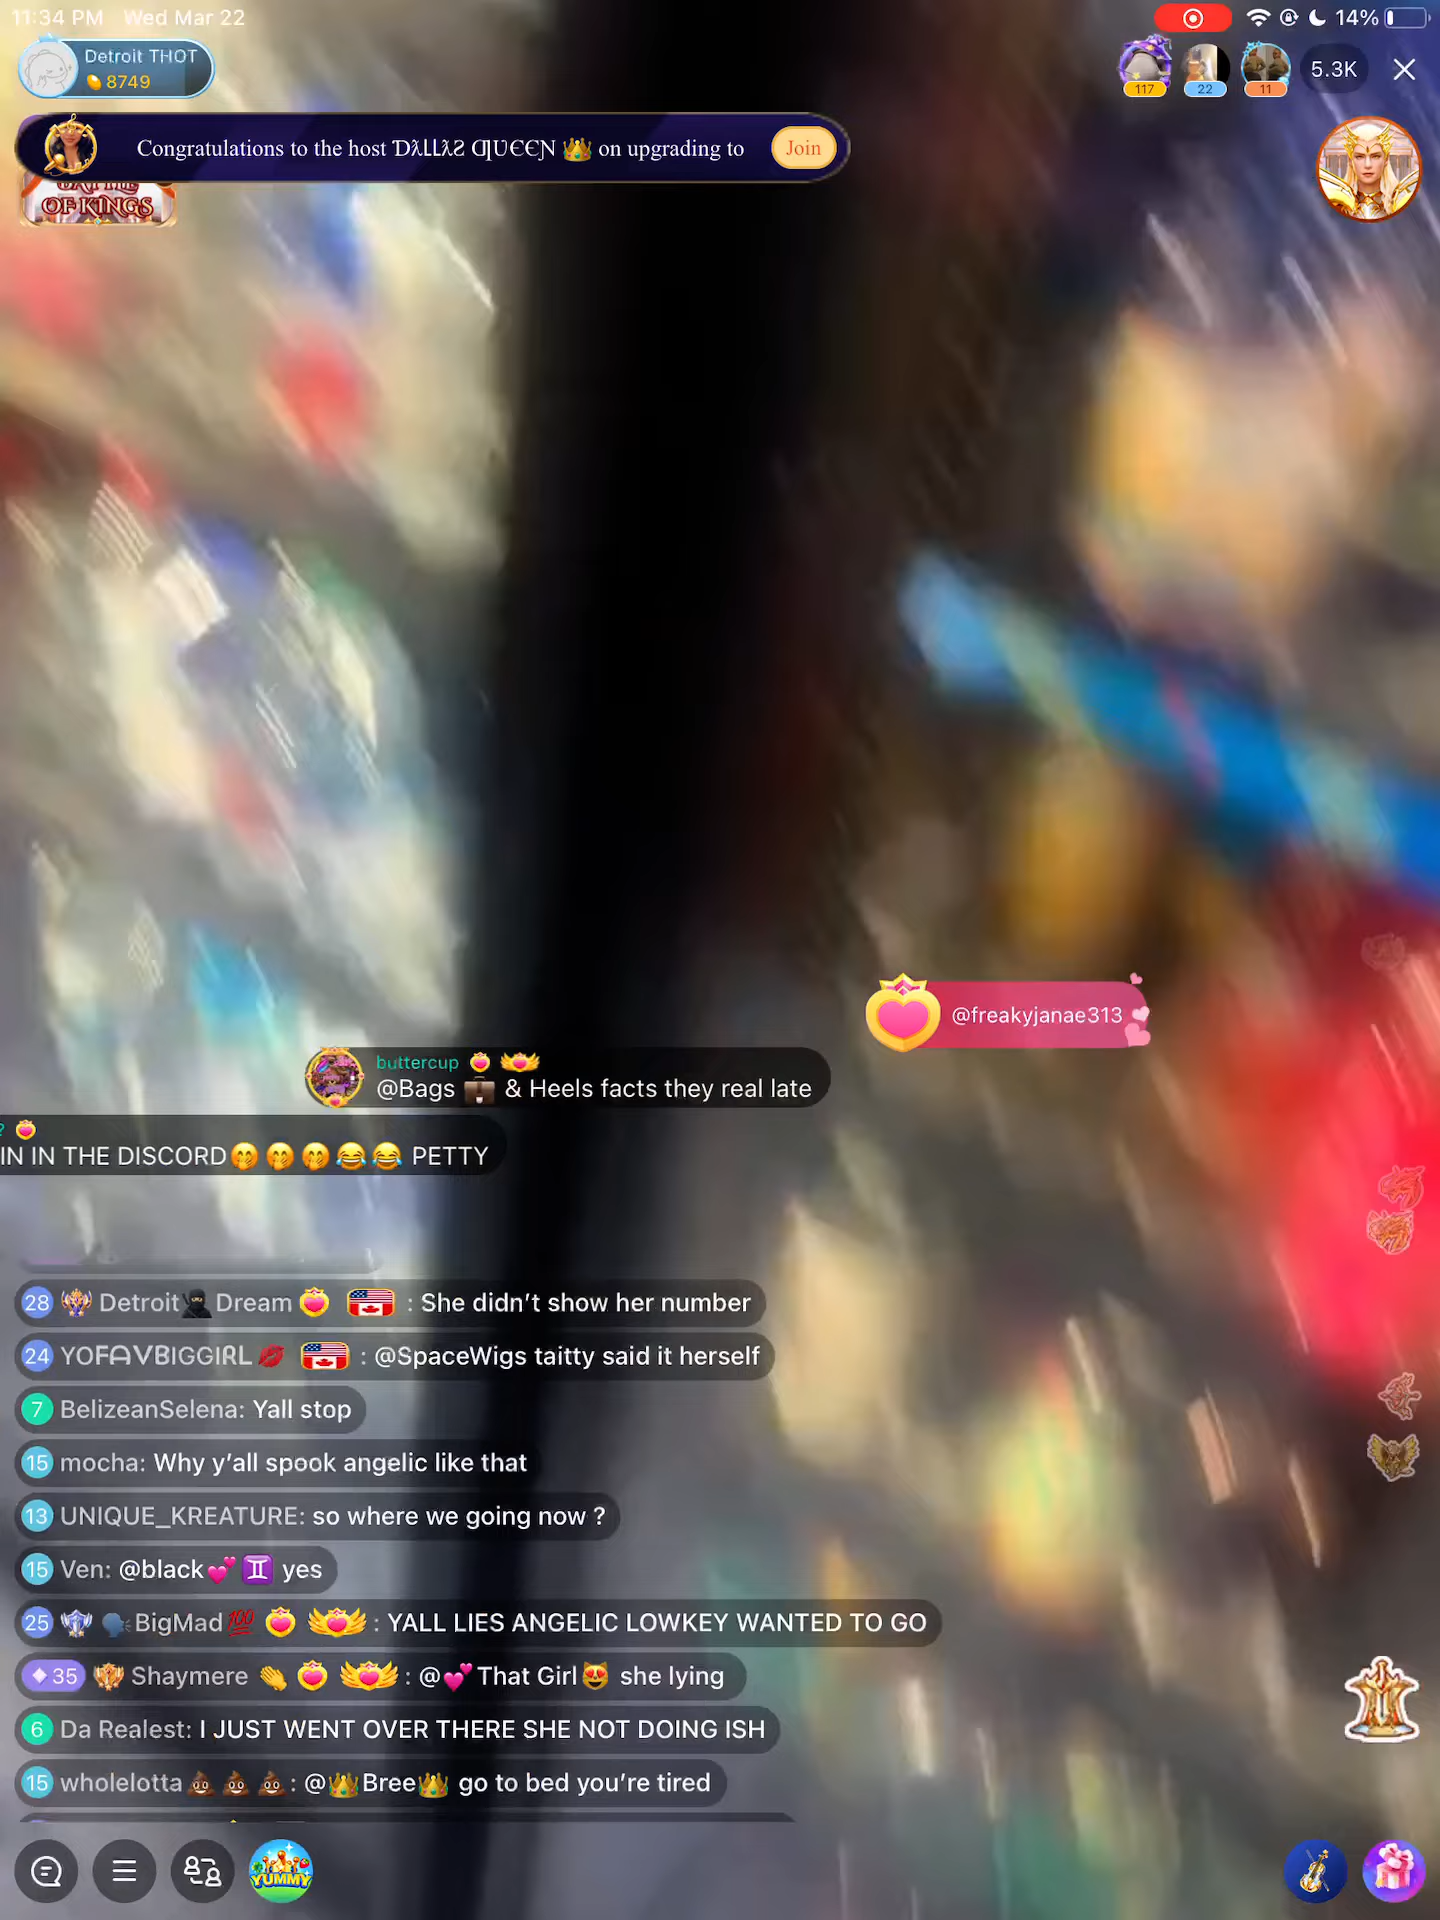 11:34 PM Wed Mar 22
14%
Detroit THOT
8749
117
22
11
5.3K
Congratulations to the host ƊλLLλƧ ƢUЄЄƝ 👑 on upgrading to
Join
BATTLE
OF KINGS
@freakyjanae313
buttercup
@Bags 💼 & Heels facts they real late
IN IN THE DISCORD🤭🤭🤭😂😂 PETTY
28 Detroit🥷Dream : She didn't show her number
24 YOFAVBIGGIRL💋 : @SpaceWigs taitty said it herself
7 BelizeanSelena: Yall stop
15 mocha: Why y'all spook angelic like that
13 UNIQUE_KREATURE: so where we going now ?
15 Ven: @black💕♊ yes
25 🗣BigMad💯 : YALL LIES ANGELIC LOWKEY WANTED TO GO
35 Shaymere 👏 : @💕That Girl😻 she lying
6 Da Realest: I JUST WENT OVER THERE SHE NOT DOING ISH
15 wholelotta💩💩💩: @👑Bree👑 go to bed you're tired
YUMMY